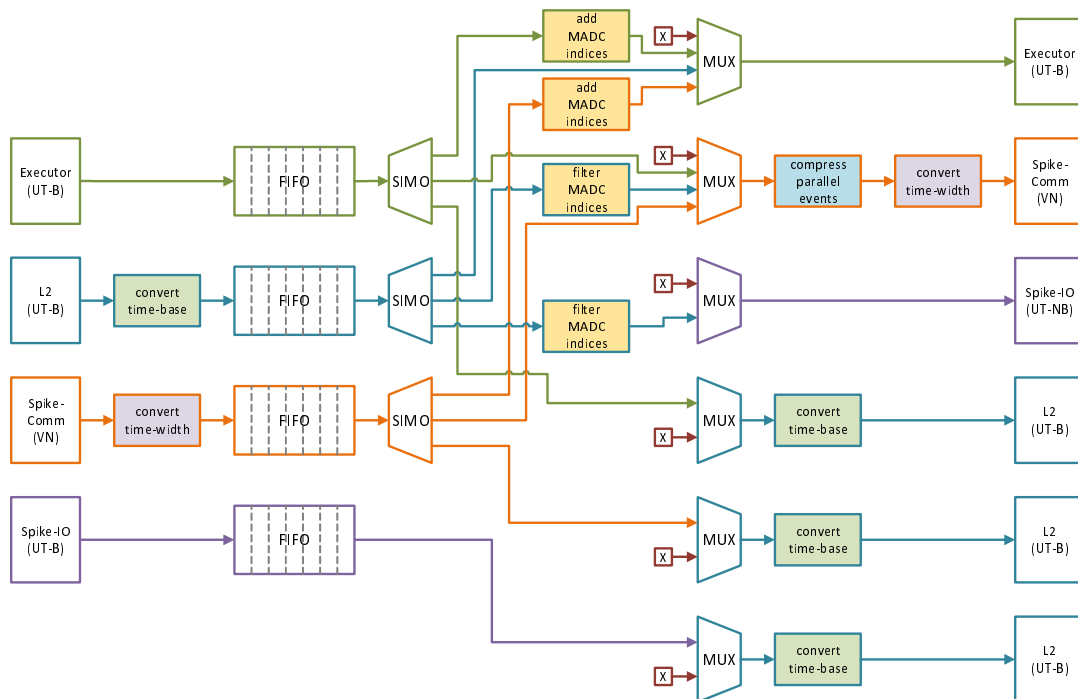 add
MADC
indices
X
MUX
Executor
(UT-B)
add
MADC
indices
Executor
(UT-B)
FIFO
SIMO
filter
MADC
indices
X
MUX
compress
parallel
events
convert
time-width
Spike-
Comm
(VN)
L2
(UT-B)
convert
time-base
FIFO
SIMO
filter
MADC
indices
X
MUX
Spike-IO
(UT-NB)
Spike-
Comm
(VN)
convert
time-width
FIFO
SIMO
X
MUX
convert
time-base
L2
(UT-B)
Spike-IO
(UT-B)
FIFO
X
MUX
convert
time-base
L2
(UT-B)
X
MUX
convert
time-base
L2
(UT-B)